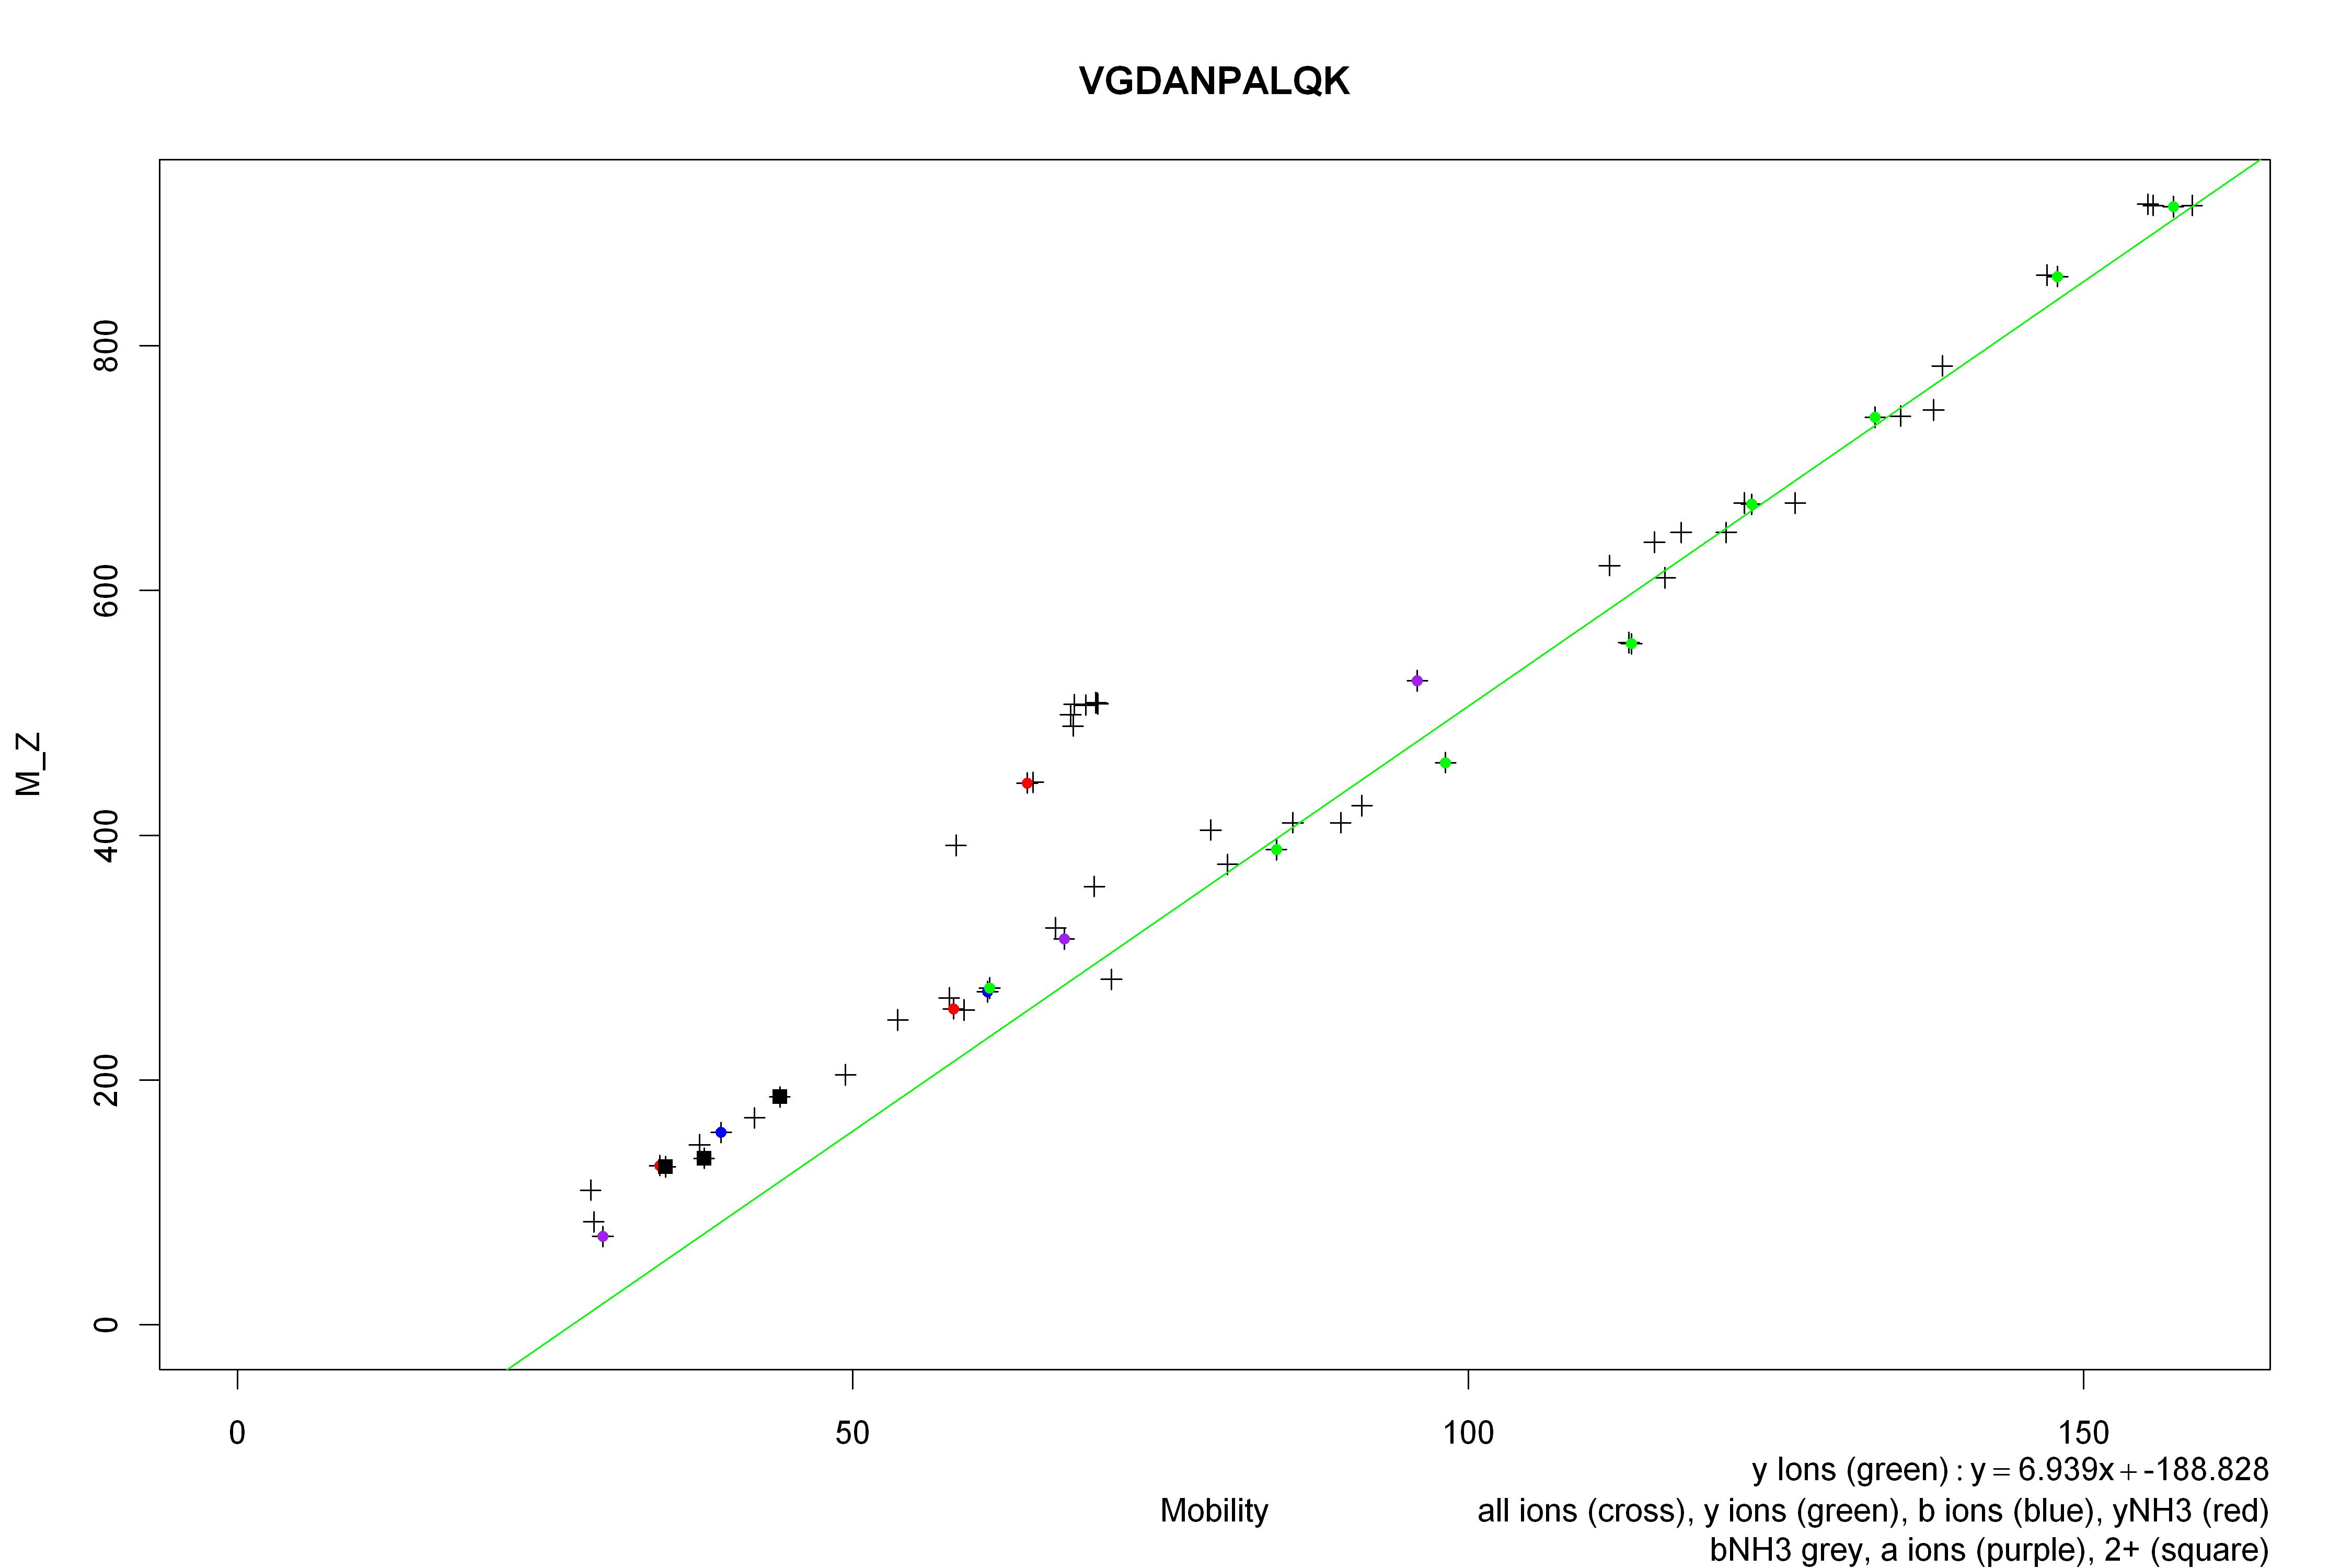 VGDANPALQK
M_Z
800
600
400
200
0
0 50 100 150
y Ions (green) : y = 6.939x + -188.828
Mobility all ions (cross), y ions (green), b ions (blue), yNH3 (red)
bNH3 grey, a ions (purple), 2+ (square)